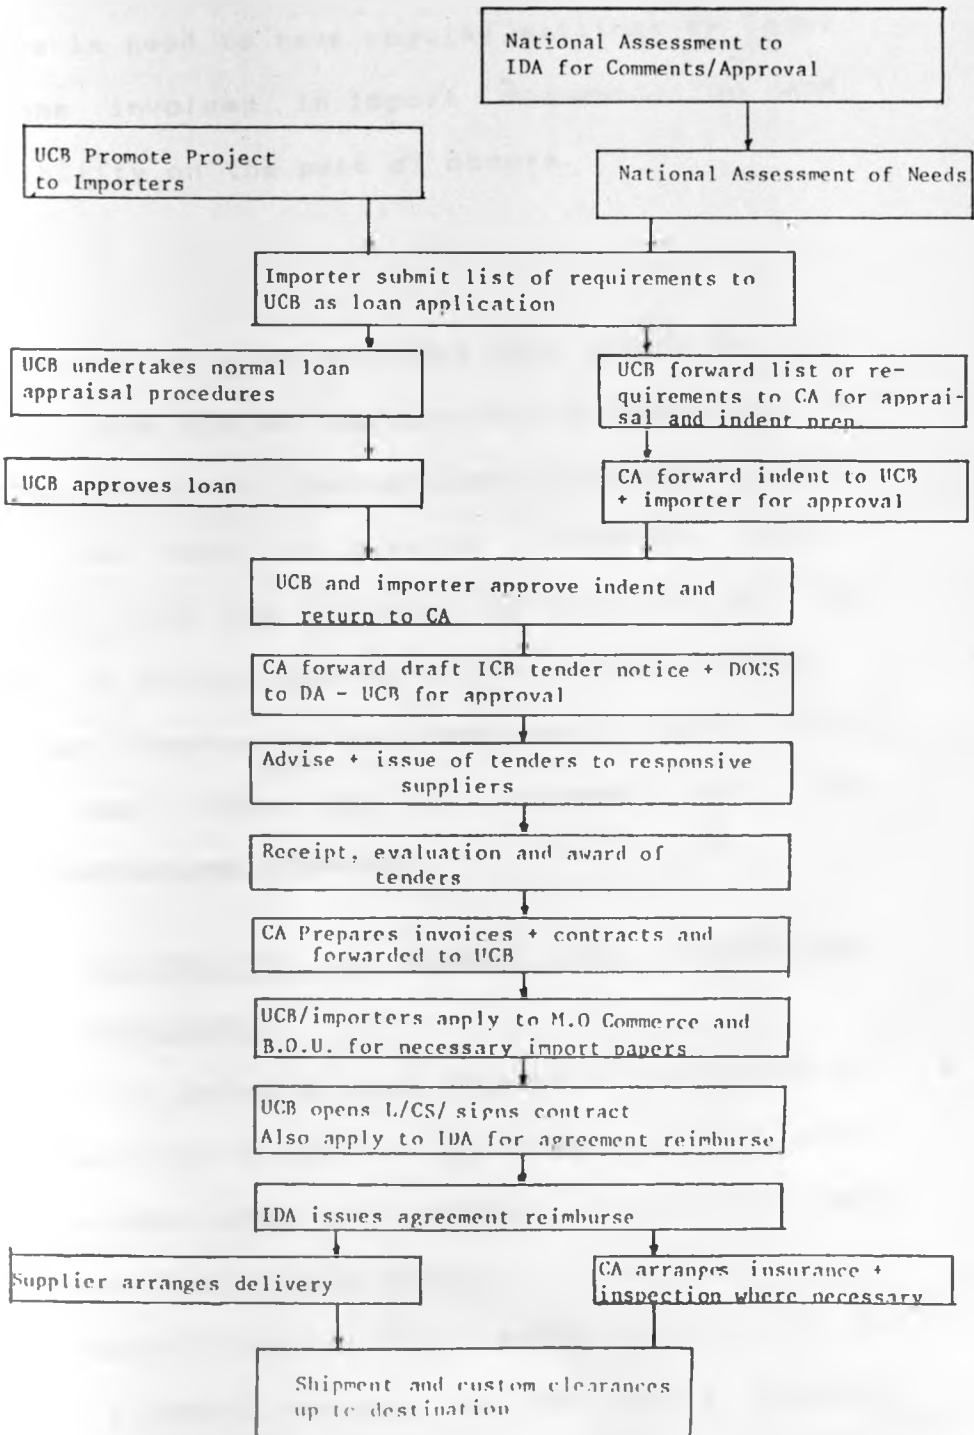 National Assessment to
IDA for Comments/Approval
UCB Promote Project
to Importers
National Assessment of Needs
Importer submit list of requirements to
UCB as loan application
UCB undertakes normal loan
appraisal procedures
UCB forward list or re-
quirements to CA for apprai-
sal and indent prep
UCB approves loan
CA forward indent to UCB
+ importer for approval
UCB and importer approve indent and
return to CA
CA forward draft ICB tender notice + DOCS
to DA - UCB for approval
Advise + issue of tenders to responsive
suppliers
Receipt, evaluation and award of
tenders
CA Prepares invoices + contracts and
forwarded to UCB
UCB/importers apply to M.O Commerce and
B.O.U. for necessary import papers
UCB opens L/CS/ signs contract
Also apply to IDA for agreement reimburse
IDA issues agreement reimburse
Supplier arranges delivery
CA arranges insurance +
inspection where necessary
Shipment and custom clearances
up to destination